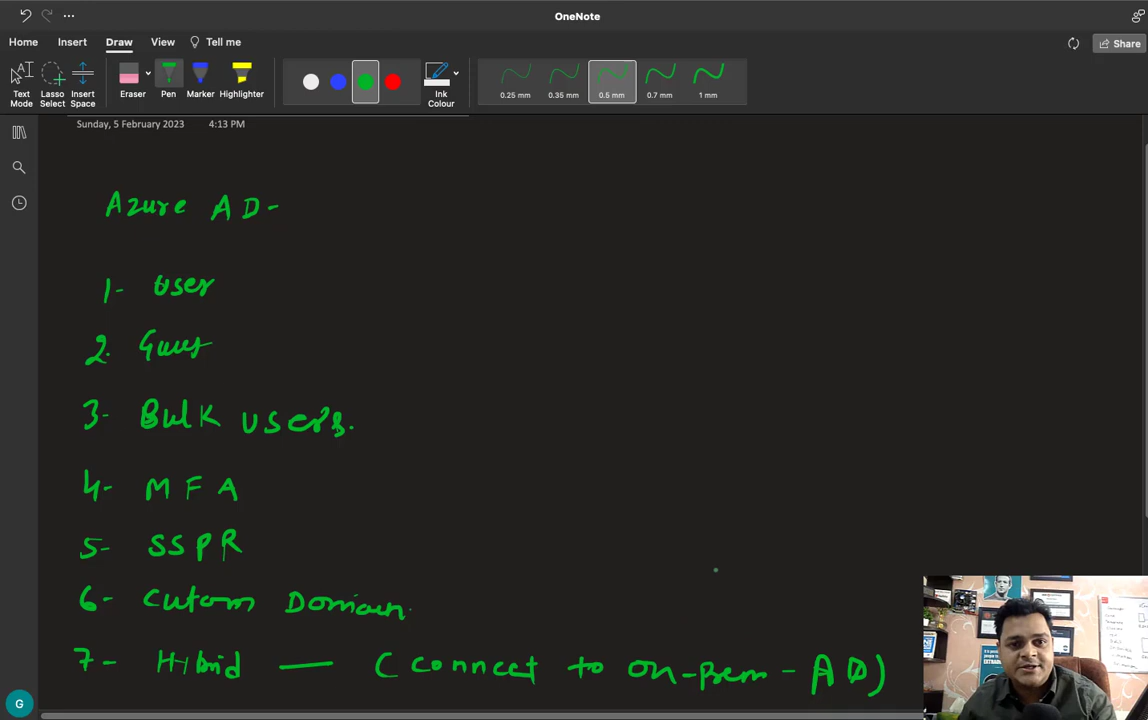 OneNote
Home Insert Draw View Tell me
Share
Text Mode
Lasso Select
Insert Space
Eraser
Pen
Marker
Highlighter
Ink Colour
0.25 mm 0.35 mm 0.5 mm 0.7 mm 1 mm
Sunday, 5 February 2023 4:13 PM
Azure AD-
1- User
2. Guest
3- Bulk users.
4- MFA
5- SSPR
6- Cutom Domain
7- Hybrid — (connect to on-prem - AD)
G